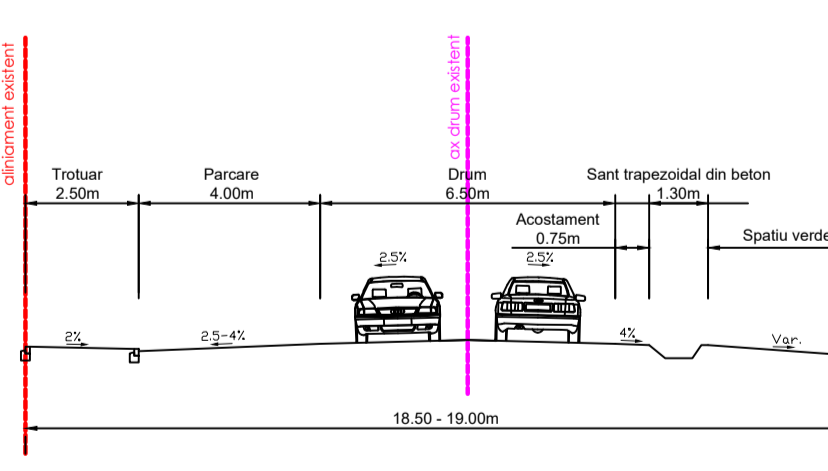 aliniament existent
ax drum existent
Trotuar
2.50m
Parcare
4.00m
Drum
6.50m
Sant trapezoidal din beton
1.30m
Acostament
0.75m
Spatiu verde
2.5%
2.5%
2%
2.5-4%
4%
Var.
18.50 - 19.00m